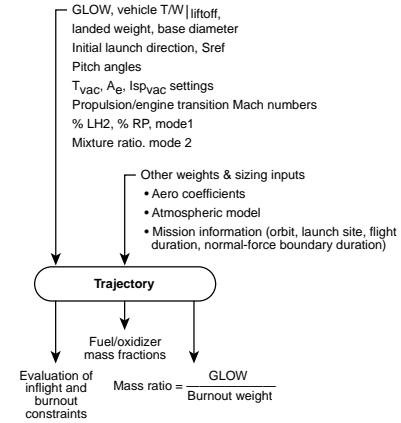 GLOW, vehicle T/W|liftoff,
landed weight, base diameter
Initial launch direction, Sref
Pitch angles
Tvac, Ae, Ispvac settings
Propulsion/engine transition Mach numbers
% LH2, % RP, mode1
Mixture ratio. mode 2
Other weights & sizing inputs
• Aero coefficients
• Atmospheric model
• Mission information (orbit, launch site, flight
duration, normal-force boundary duration)
Trajectory
Fuel/oxidizer
mass fractions
Evaluation of
inflight and
burnout
constraints
Mass ratio = GLOW
Burnout weight